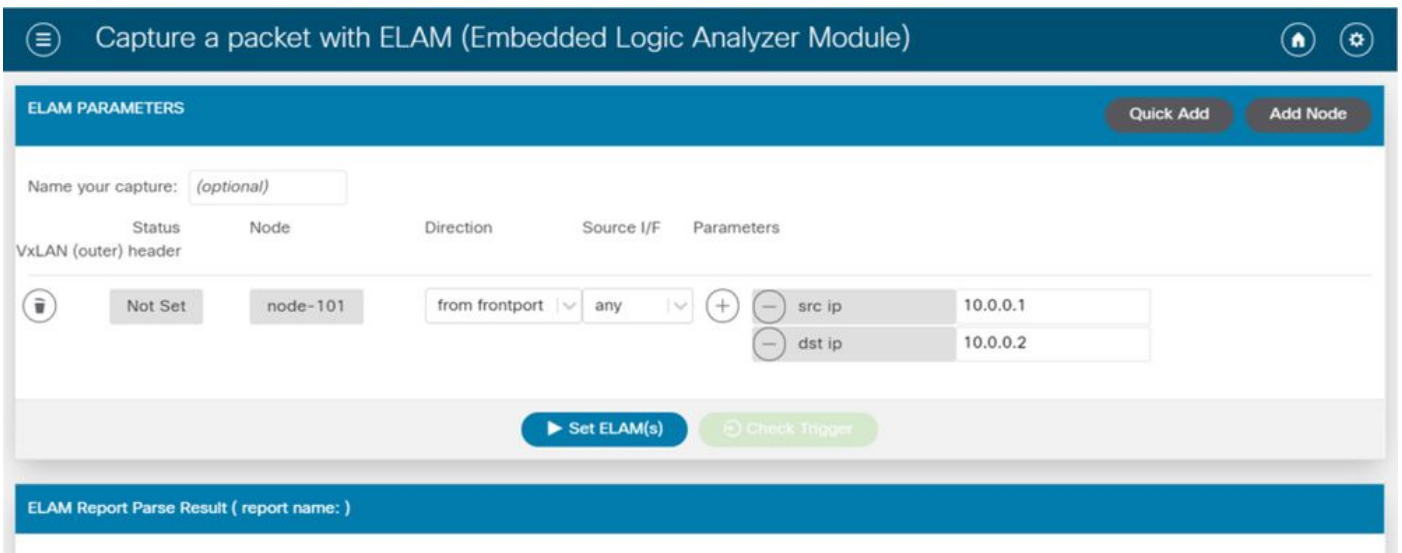 Capture a packet with ELAM (Embedded Logic Analyzer Module)
ELAM PARAMETERS
Quick Add
Add Node
Name your capture: (optional)
Status Node Direction Source I/F Parameters
VxLAN (outer) header
Not Set node-101 from frontport any src ip 10.0.0.1
dst ip 10.0.0.2
Set ELAM(s)
Check Trigger
ELAM Report Parse Result ( report name: )